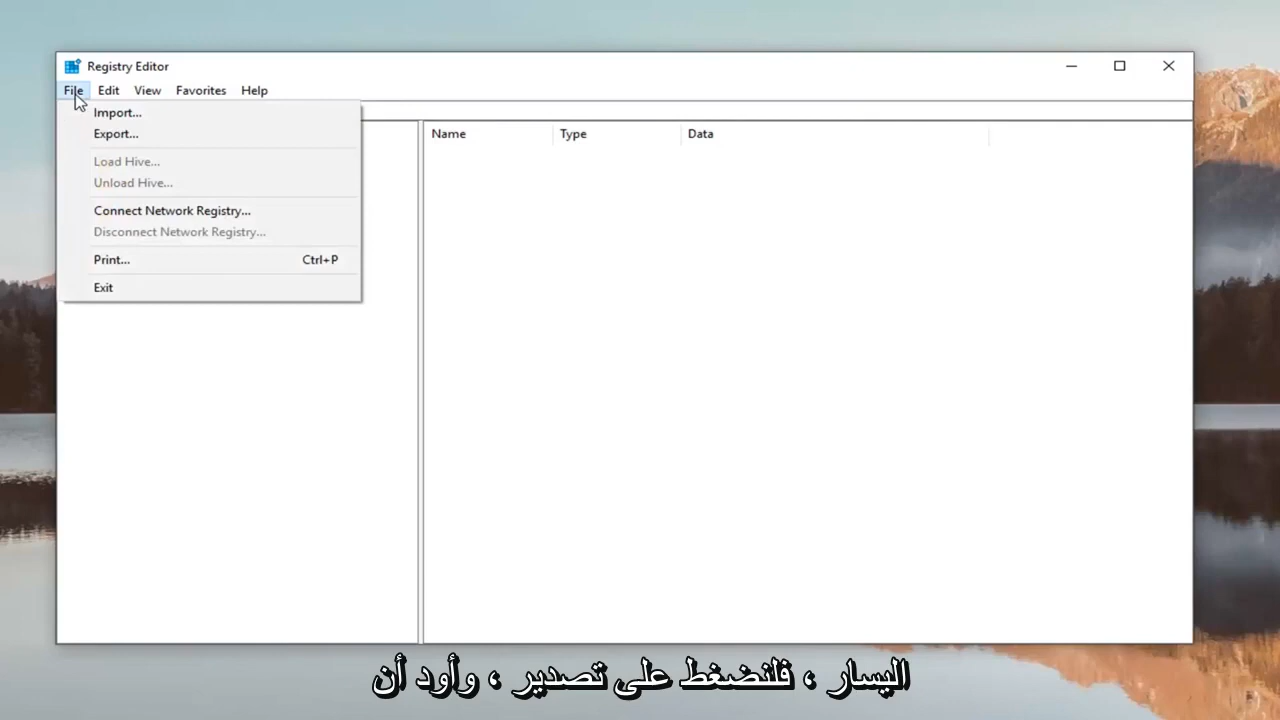 Registry Editor
File Edit View Favorites Help
Import...
Export...
Load Hive...
Unload Hive...
Connect Network Registry...
Disconnect Network Registry...
Print... Ctrl+P
Exit
Name Type Data
اليسار ، فلنضغط على تصدير ، وأود أن